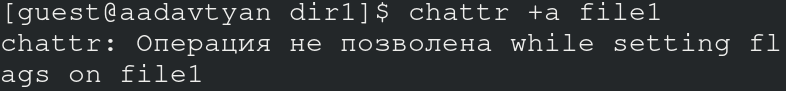 [guest@aadavtyan dir1]$ chattr +a file1
chattr: Операция не позволена while setting fl
ags on file1